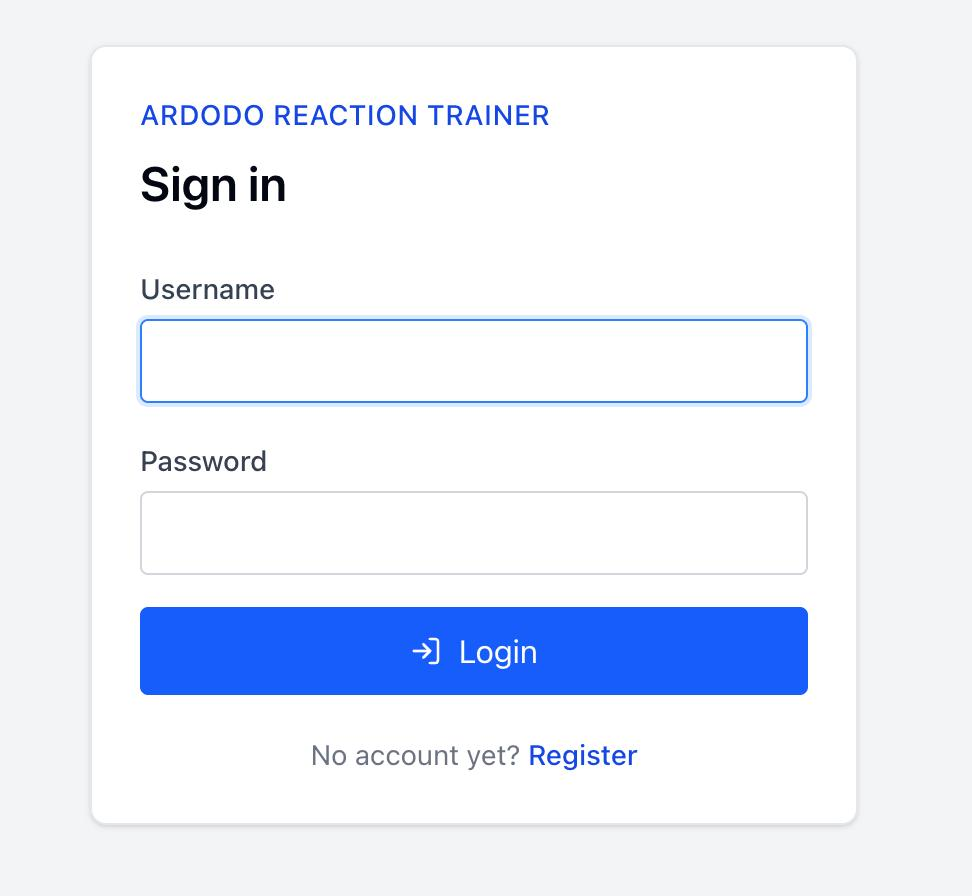 ARDODO REACTION TRAINER
Sign in
Username
Password
Login
No account yet? Register